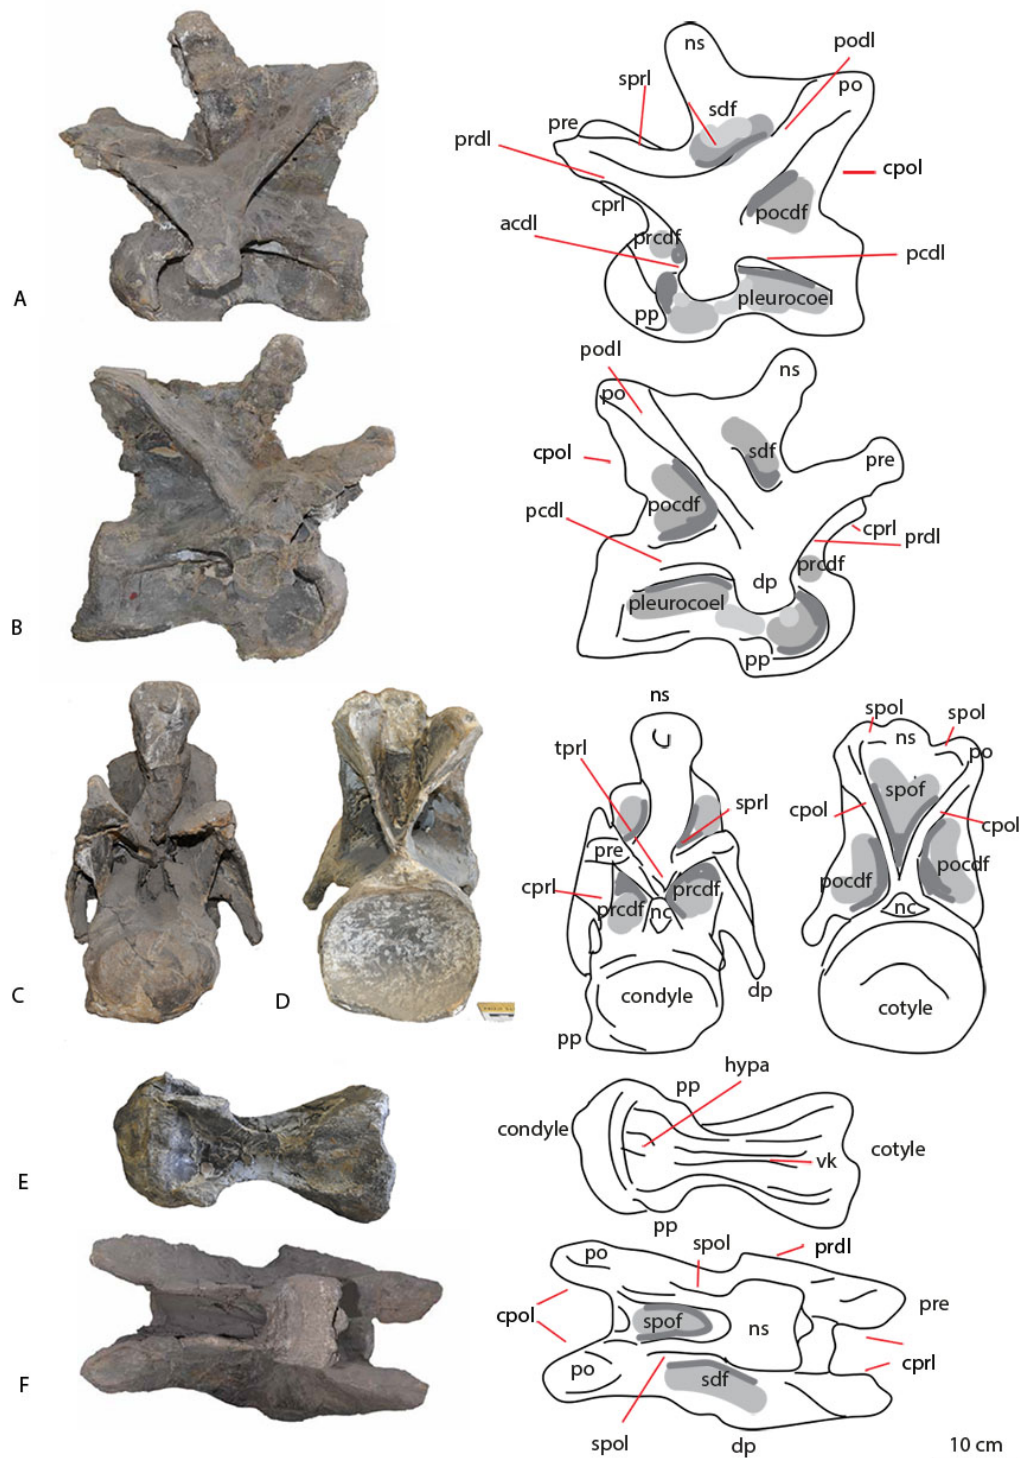 ns
podl
sprl
sdf
po
pre
prdl
cpol
cprl
pocdf
acdl
prcdf
pcdl
A
pleurocoel
pp
podl
ns
po
cpol
sdf
pre
pocdf
pcdl
cprl
prdl
prcdf
dp
pleurocoel
B
pp
ns
spol
spol
ns
tprl
po
spof
cpol
sprl
cpol
pre
pocdf
pocdf
cprl
prcdf
prcdf
nc
nc
C
D
condyle
dp
cotyle
pp
hypa
pp
condyle
cotyle
E
vk
pp
spol
prdl
po
pre
cpol
spof
ns
cprl
po
sdf
F
spol
dp
10 cm